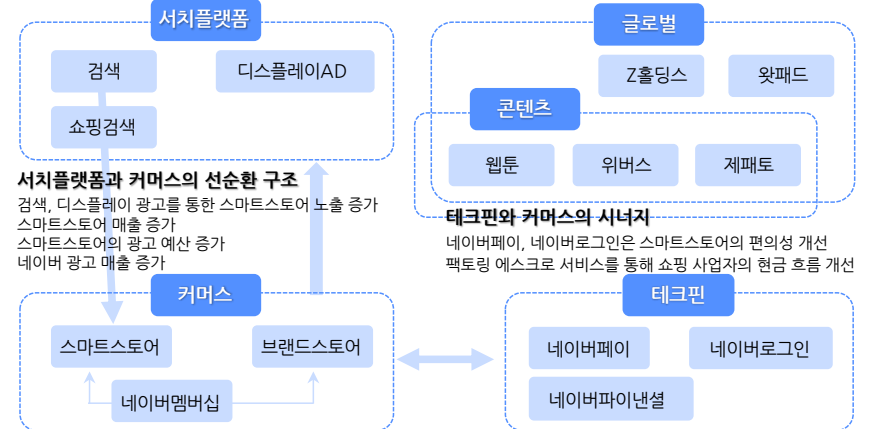 서치플랫폼
검색
디스플레이AD
쇼핑검색
글로벌
Z홀딩스
왓패드
콘텐츠
웹툰
위버스
제패토
서치플랫폼과 커머스의 선순환 구조
검색, 디스플레이 광고를 통한 스마트스토어 노출 증가
스마트스토어 매출 증가
스마트스토어의 광고 예산 증가
네이버 광고 매출 증가
테크핀와 커머스의 시너지
네이버페이, 네이버로그인은 스마트스토어의 편의성 개선
팩토링 에스크로 서비스를 통해 쇼핑 사업자의 현금 흐름 개선
커머스
스마트스토어
브랜드스토어
네이버멤버십
테크핀
네이버페이
네이버로그인
네이버파이낸셜